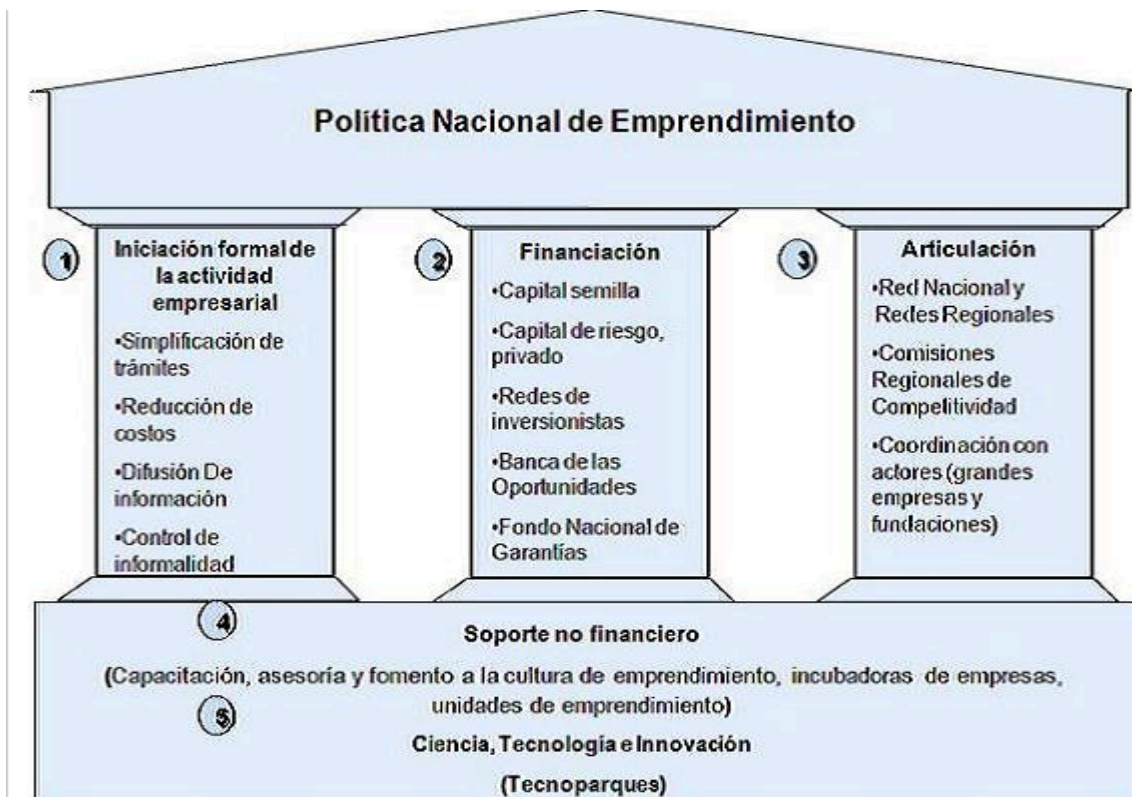 Política Nacional de Emprendimiento
1
Iniciación formal de
la actividad
empresarial
•Simplificación de
trámites
•Reducción de
costos
•Difusión De
información
•Control de
informalidad
2
Financiación
•Capital semilla
•Capital de riesgo,
privado
•Redes de
inversionistas
•Banca de las
Oportunidades
•Fondo Nacional de
Garantías
3
Articulación
•Red Nacional y
Redes Regionales
•Comisiones
Regionales de
Competitividad
•Coordinación con
actores (grandes
empresas y
fundaciones)
4
Soporte no financiero
(Capacitación, asesoría y fomento a la cultura de emprendimiento, incubadoras de empresas,
unidades de emprendimiento)
5
Ciencia, Tecnología e Innovación
(Tecnoparques)